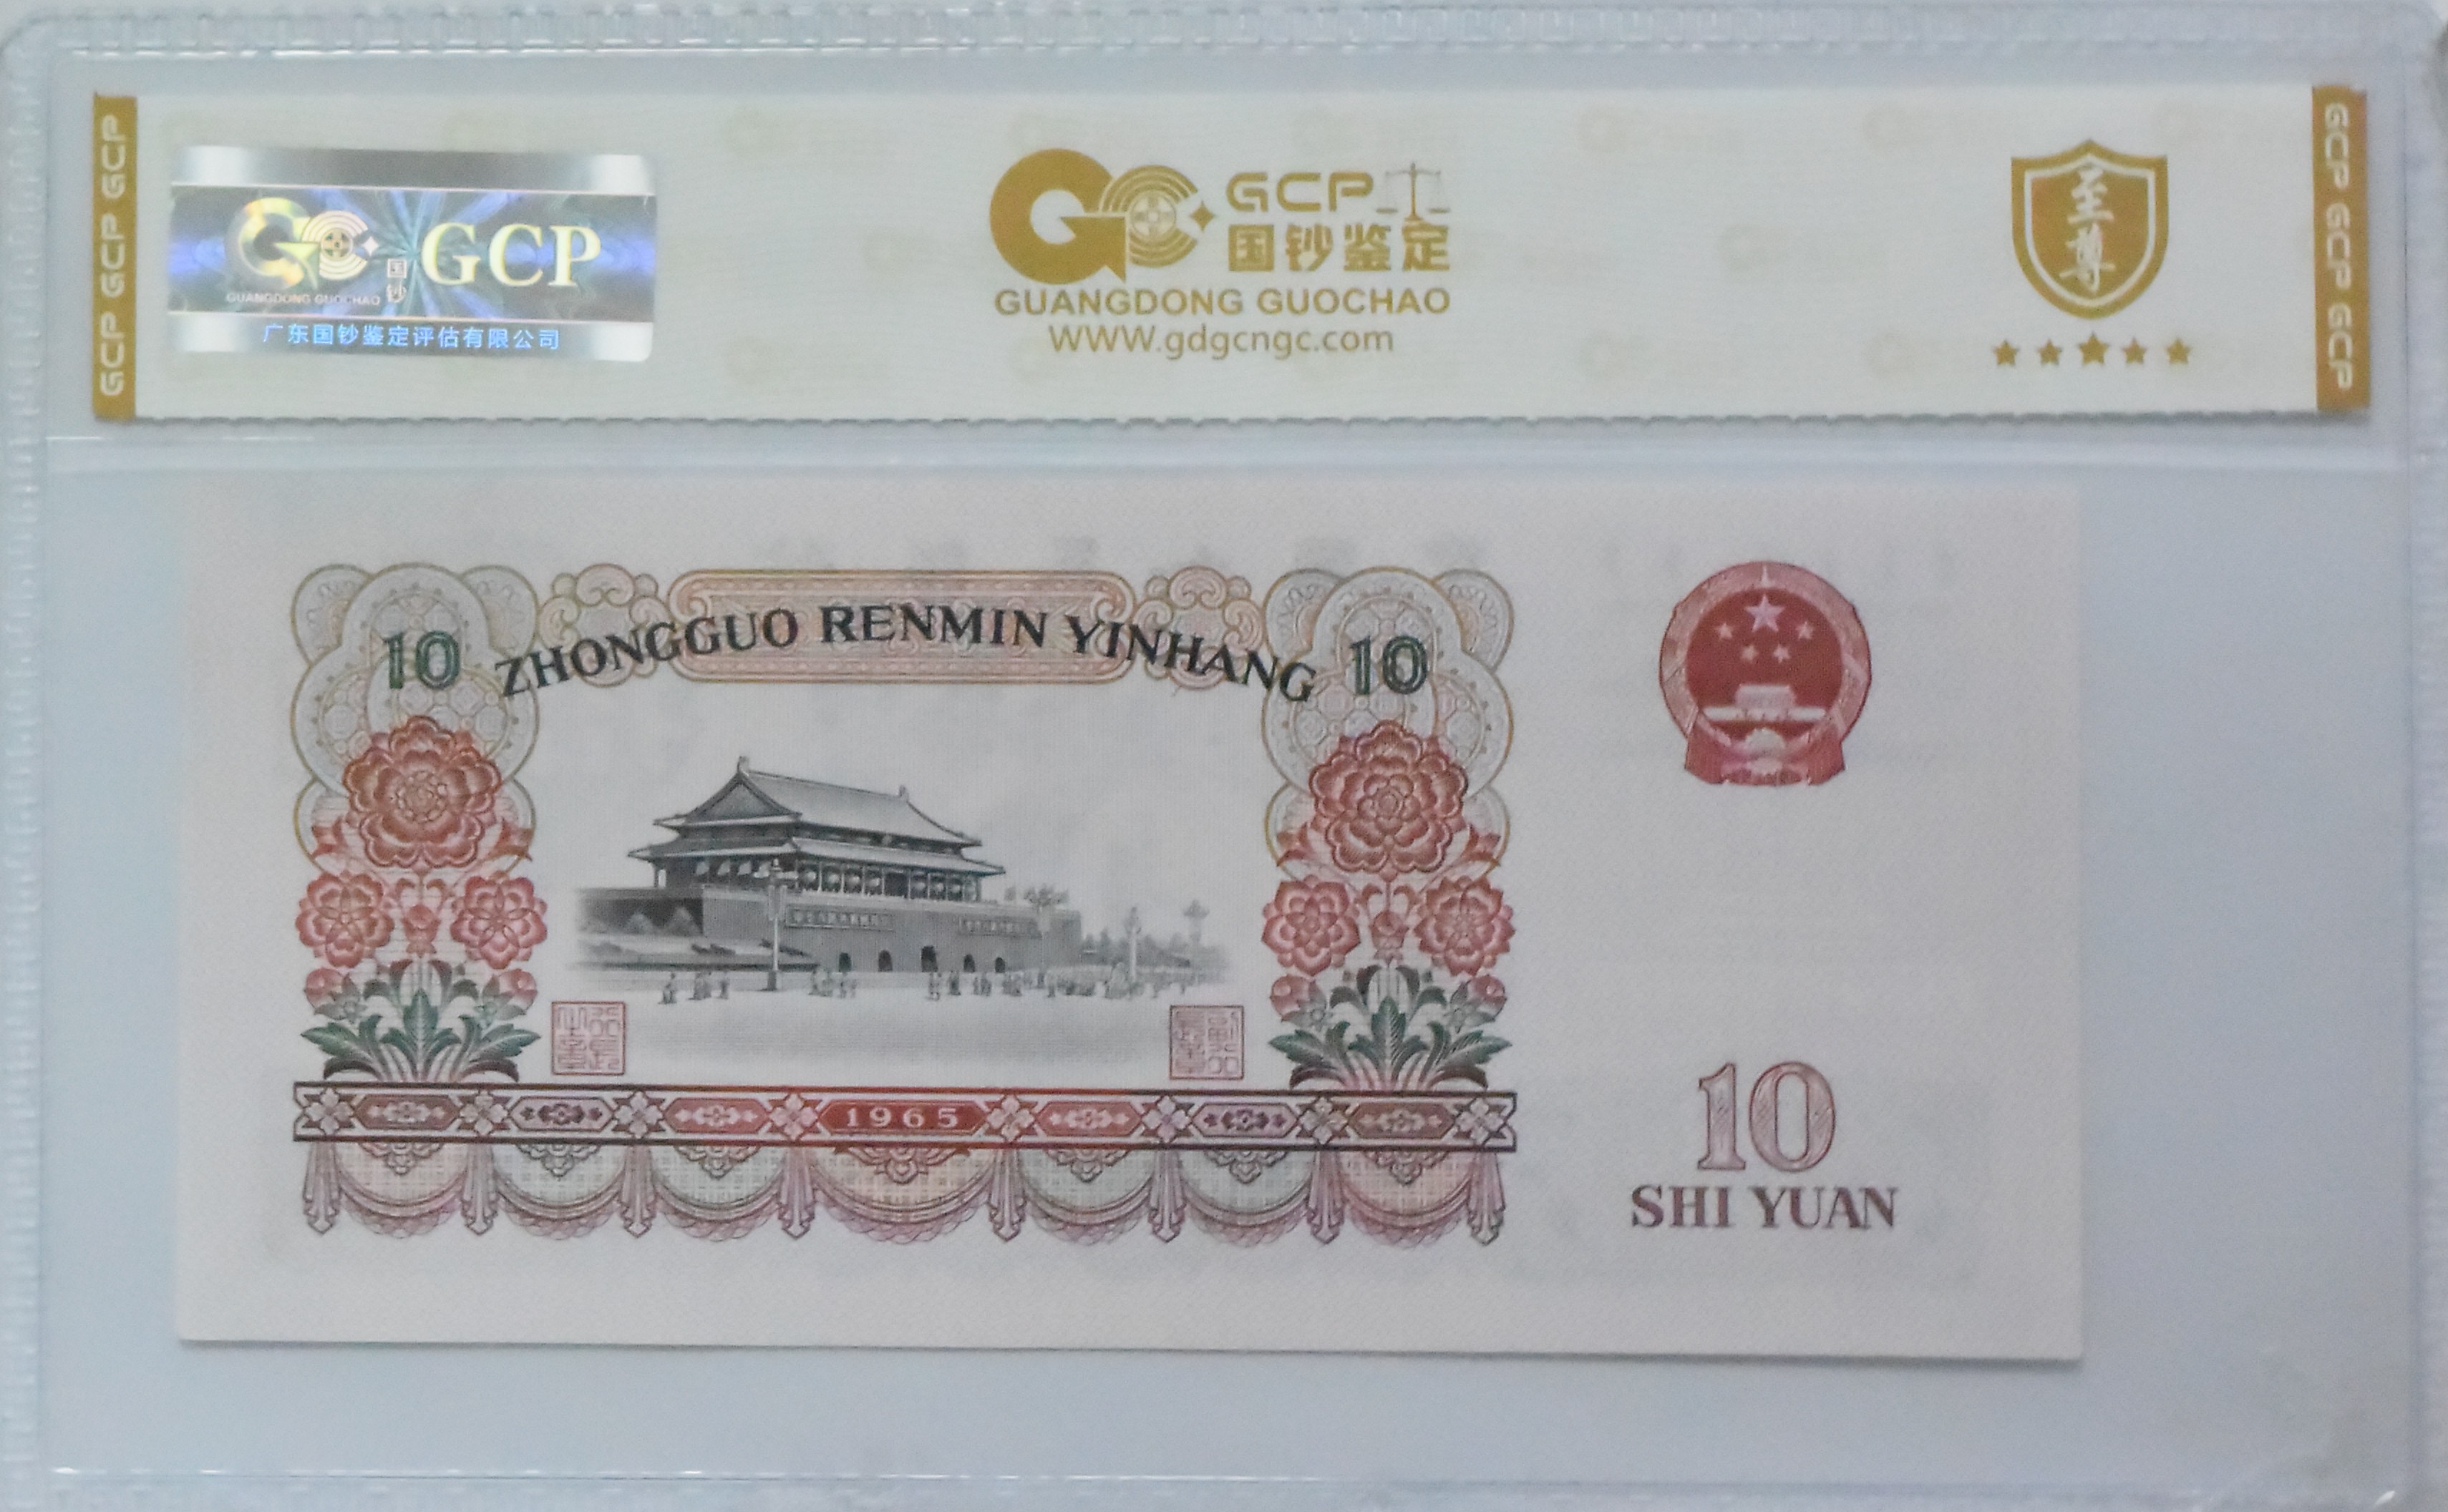 GCP GCP GCP
GCP
国钞
GUANGDONG GUOCHAO
广东国钞鉴定评估有限公司
GCP
国钞鉴定
GUANGDONG GUOCHAO
WWW.gdgcngc.com
至尊
GCP GCP GCP
ZHONGGUO RENMIN YINHANG
10
10
1965
10
SHI YUAN